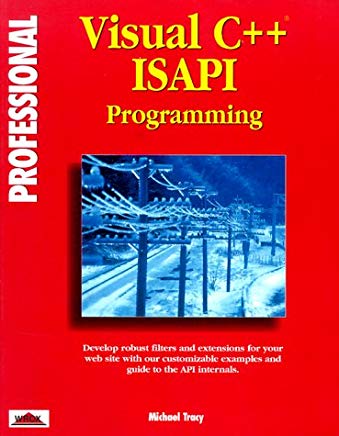 PROFESSIONAL
Visual C++®
ISAPI
Programming
Develop robust filters and extensions for your
web site with our customizable examples and
guide to the API internals.
WROX
Michael Tracy